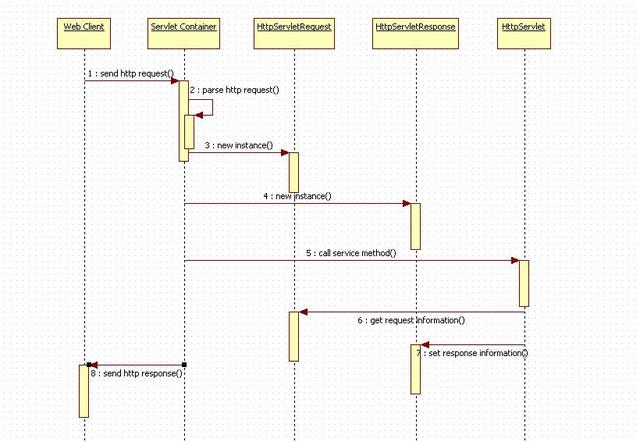 Web Client
Servlet Container
HttpServletRequest
HttpServletResponse
HttpServlet
1 : send http request()
2 : parse http request()
3 : new instance()
4 : new instance()
5 : call service method()
6 : get request information()
7 : set response information()
8 : send http response()